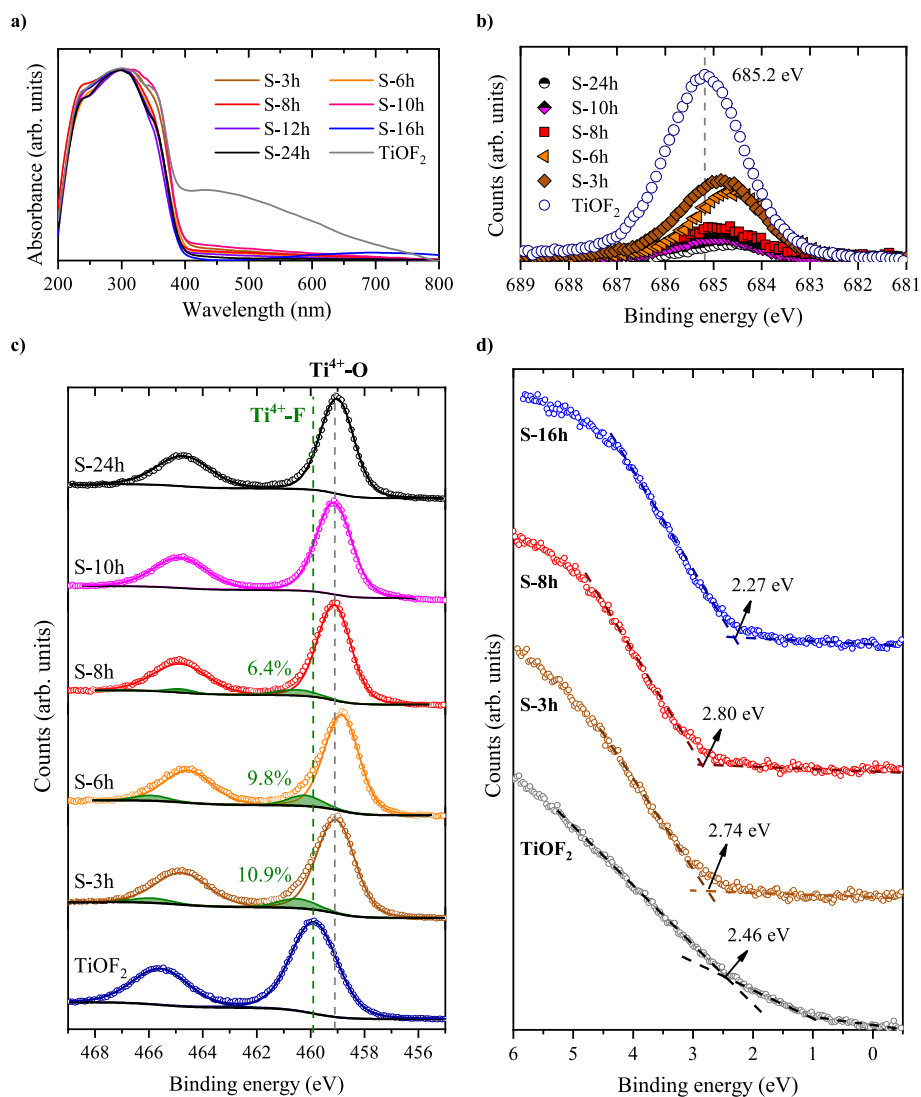 a)
Absorbance (arb. units)
S-3h S-6h
S-8h S-10h
S-12h S-16h
S-24h TiOF₂
200 300 400 500 600 700 800
Wavelength (nm)
b)
Counts (arb. units)
685.2 eV
S-24h
S-10h
S-8h
S-6h
S-3h
TiOF₂
689 688 687 686 685 684 683 682 681
Binding energy (eV)
c)
Counts (arb. units)
Ti⁴⁺-O
Ti⁴⁺-F
S-24h
S-10h
S-8h
6.4%
S-6h
9.8%
S-3h
10.9%
TiOF₂
468 466 464 462 460 458 456
Binding energy (eV)
d)
Counts (arb. units)
S-16h
2.27 eV
S-8h
2.80 eV
S-3h
2.74 eV
TiOF₂
2.46 eV
6 5 4 3 2 1 0
Binding energy (eV)